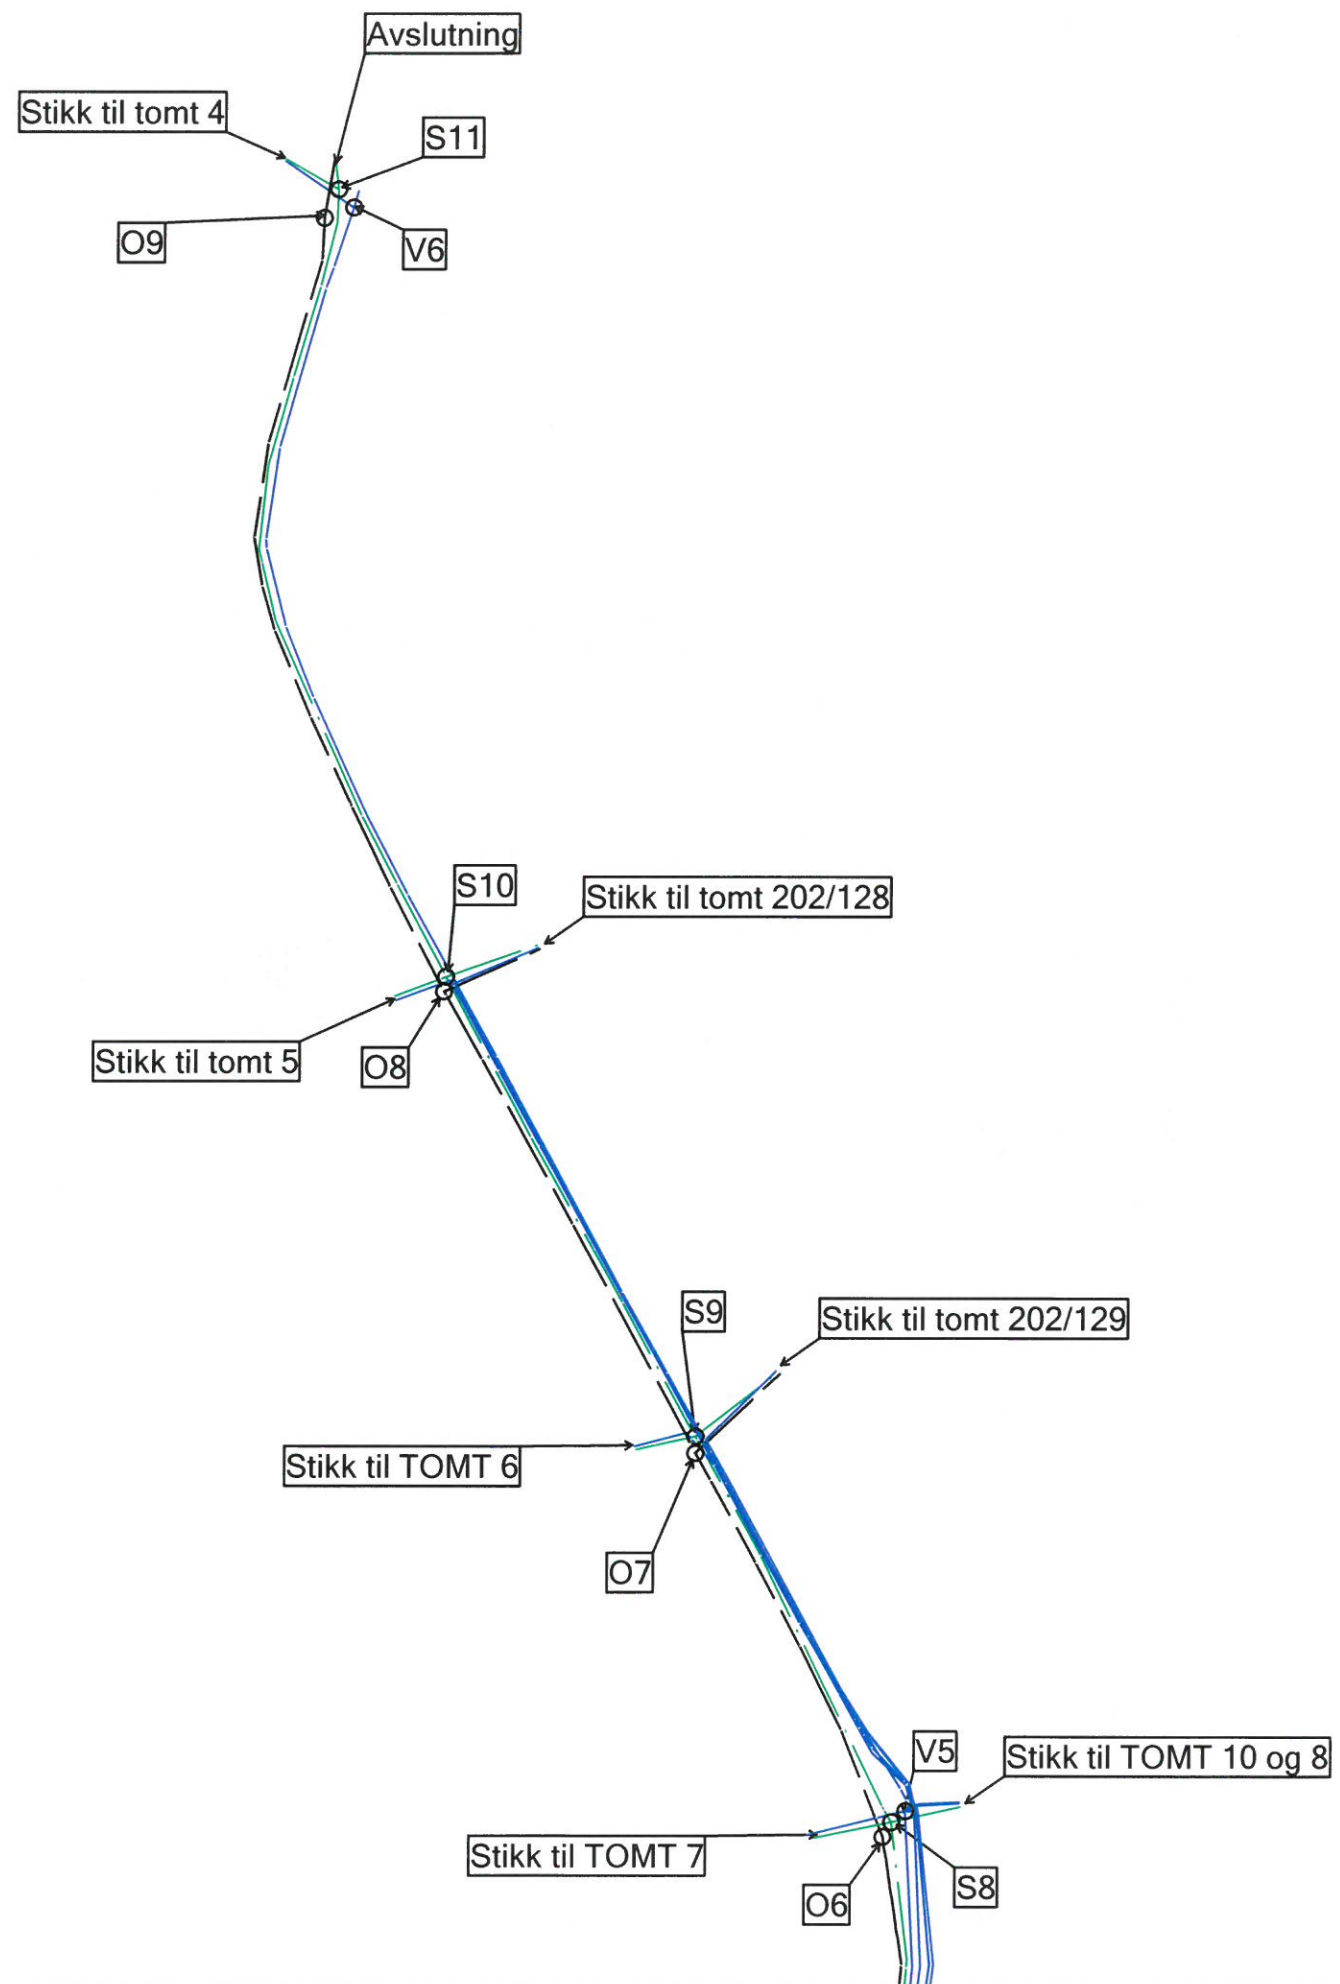 Avslutning
Stikk til tomt 4
S11
O9
V6
S10
Stikk til tomt 202/128
Stikk til tomt 5
O8
S9
Stikk til tomt 202/129
Stikk til TOMT 6
O7
V5
Stikk til TOMT 10 og 8
Stikk til TOMT 7
S8
O6